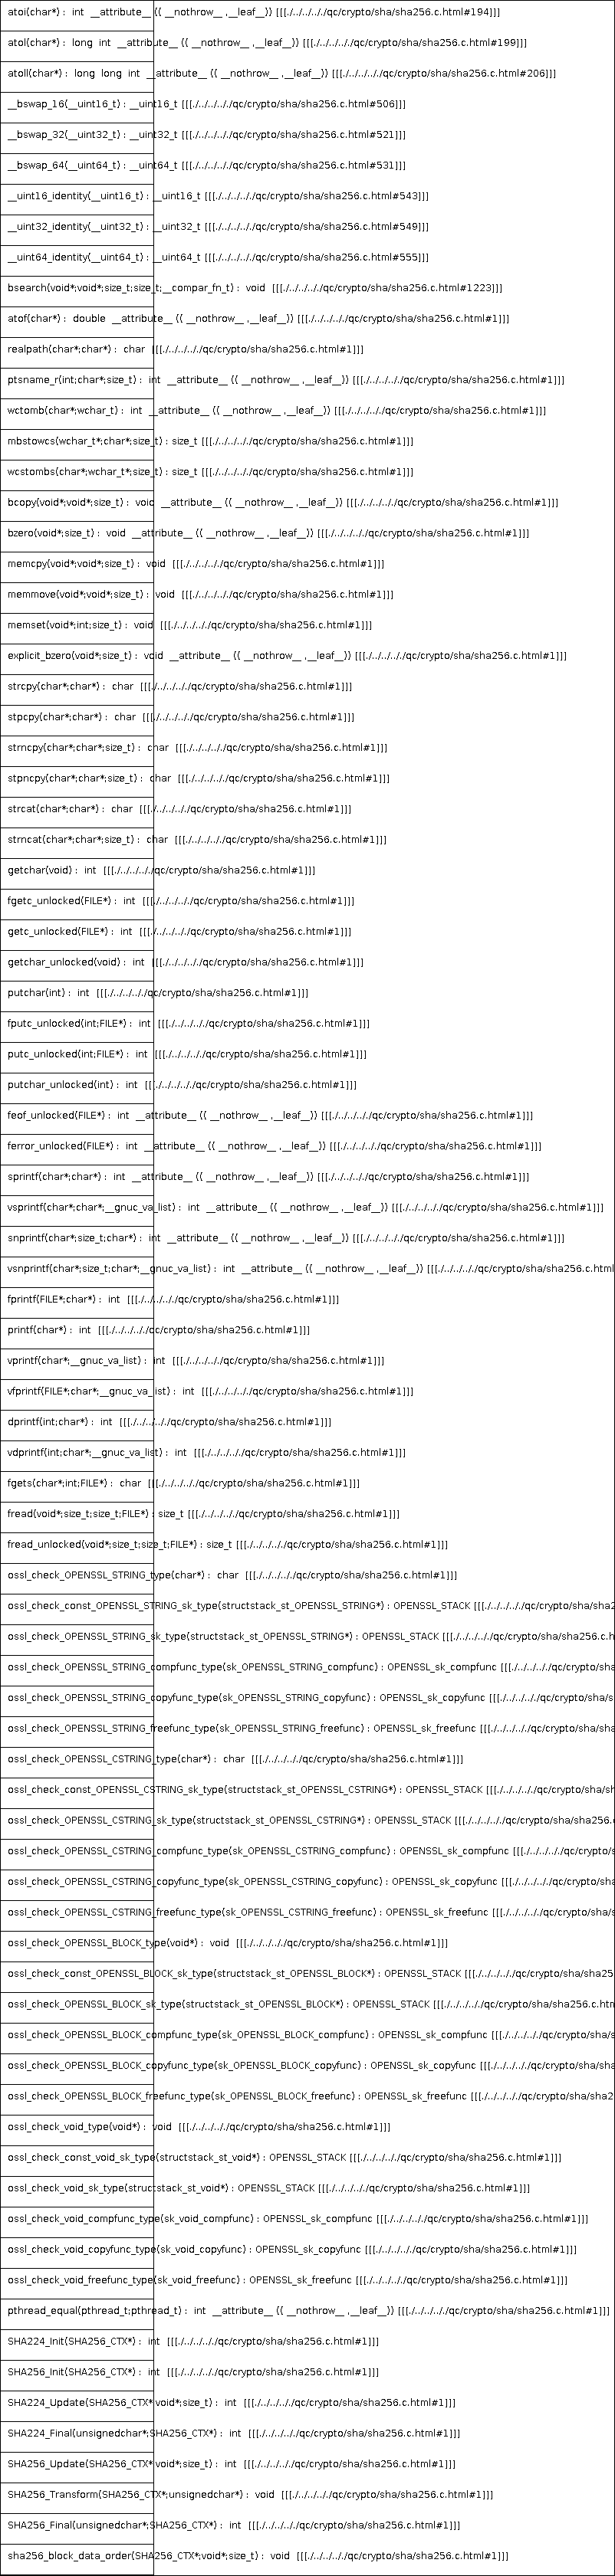 atoi(char*) :  int  __attribute__ (( __nothrow__ ,__leaf__)) [[[./../../../qc/crypto/sha/sha256.c.html#194]]]
atol(char*) :  long  int  __attribute__ (( __nothrow__ ,__leaf__)) [[[./../../../qc/crypto/sha/sha256.c.html#199]]]
atoll(char*) :  long  long  int  __attribute__ (( __nothrow__ ,__leaf__)) [[[./../../../qc/crypto/sha/sha256.c.html#206]]]
__bswap_16(__uint16_t) : __uint16_t [[[./../../../qc/crypto/sha/sha256.c.html#506]]]
__bswap_32(__uint32_t) : __uint32_t [[[./../../../qc/crypto/sha/sha256.c.html#521]]]
__bswap_64(__uint64_t) : __uint64_t [[[./../../../qc/crypto/sha/sha256.c.html#531]]]
__uint16_identity(__uint16_t) : __uint16_t [[[./../../../qc/crypto/sha/sha256.c.html#543]]]
__uint32_identity(__uint32_t) : __uint32_t [[[./../../../qc/crypto/sha/sha256.c.html#549]]]
__uint64_identity(__uint64_t) : __uint64_t [[[./../../../qc/crypto/sha/sha256.c.html#555]]]
bsearch(void*;void*;size_t;size_t;__compar_fn_t) :  void  [[[./../../../qc/crypto/sha/sha256.c.html#1223]]]
atof(char*) :  double  __attribute__ (( __nothrow__ ,__leaf__)) [[[./../../../qc/crypto/sha/sha256.c.html#1]]]
realpath(char*;char*) :  char  [[[./../../../qc/crypto/sha/sha256.c.html#1]]]
ptsname_r(int;char*;size_t) :  int  __attribute__ (( __nothrow__ ,__leaf__)) [[[./../../../qc/crypto/sha/sha256.c.html#1]]]
wctomb(char*;wchar_t) :  int  __attribute__ (( __nothrow__ ,__leaf__)) [[[./../../../qc/crypto/sha/sha256.c.html#1]]]
mbstowcs(wchar_t*;char*;size_t) : size_t [[[./../../../qc/crypto/sha/sha256.c.html#1]]]
wcstombs(char*;wchar_t*;size_t) : size_t [[[./../../../qc/crypto/sha/sha256.c.html#1]]]
bcopy(void*;void*;size_t) :  void  __attribute__ (( __nothrow__ ,__leaf__)) [[[./../../../qc/crypto/sha/sha256.c.html#1]]]
bzero(void*;size_t) :  void  __attribute__ (( __nothrow__ ,__leaf__)) [[[./../../../qc/crypto/sha/sha256.c.html#1]]]
memcpy(void*;void*;size_t) :  void  [[[./../../../qc/crypto/sha/sha256.c.html#1]]]
memmove(void*;void*;size_t) :  void  [[[./../../../qc/crypto/sha/sha256.c.html#1]]]
memset(void*;int;size_t) :  void  [[[./../../../qc/crypto/sha/sha256.c.html#1]]]
explicit_bzero(void*;size_t) :  void  __attribute__ (( __nothrow__ ,__leaf__)) [[[./../../../qc/crypto/sha/sha256.c.html#1]]]
strcpy(char*;char*) :  char  [[[./../../../qc/crypto/sha/sha256.c.html#1]]]
stpcpy(char*;char*) :  char  [[[./../../../qc/crypto/sha/sha256.c.html#1]]]
strncpy(char*;char*;size_t) :  char  [[[./../../../qc/crypto/sha/sha256.c.html#1]]]
stpncpy(char*;char*;size_t) :  char  [[[./../../../qc/crypto/sha/sha256.c.html#1]]]
strcat(char*;char*) :  char  [[[./../../../qc/crypto/sha/sha256.c.html#1]]]
strncat(char*;char*;size_t) :  char  [[[./../../../qc/crypto/sha/sha256.c.html#1]]]
getchar(void) :  int  [[[./../../../qc/crypto/sha/sha256.c.html#1]]]
fgetc_unlocked(FILE*) :  int  [[[./../../../qc/crypto/sha/sha256.c.html#1]]]
getc_unlocked(FILE*) :  int  [[[./../../../qc/crypto/sha/sha256.c.html#1]]]
getchar_unlocked(void) :  int  [[[./../../../qc/crypto/sha/sha256.c.html#1]]]
putchar(int) :  int  [[[./../../../qc/crypto/sha/sha256.c.html#1]]]
fputc_unlocked(int;FILE*) :  int  [[[./../../../qc/crypto/sha/sha256.c.html#1]]]
putc_unlocked(int;FILE*) :  int  [[[./../../../qc/crypto/sha/sha256.c.html#1]]]
putchar_unlocked(int) :  int  [[[./../../../qc/crypto/sha/sha256.c.html#1]]]
feof_unlocked(FILE*) :  int  __attribute__ (( __nothrow__ ,__leaf__)) [[[./../../../qc/crypto/sha/sha256.c.html#1]]]
ferror_unlocked(FILE*) :  int  __attribute__ (( __nothrow__ ,__leaf__)) [[[./../../../qc/crypto/sha/sha256.c.html#1]]]
sprintf(char*;char*) :  int  __attribute__ (( __nothrow__ ,__leaf__)) [[[./../../../qc/crypto/sha/sha256.c.html#1]]]
vsprintf(char*;char*;__gnuc_va_list) :  int  __attribute__ (( __nothrow__ ,__leaf__)) [[[./../../../qc/crypto/sha/sha256.c.html#1]]]
snprintf(char*;size_t;char*) :  int  __attribute__ (( __nothrow__ ,__leaf__)) [[[./../../../qc/crypto/sha/sha256.c.html#1]]]
vsnprintf(char*;size_t;char*;__gnuc_va_list) :  int  __attribute__ (( __nothrow__ ,__leaf__)) [[[./../../../qc/crypto/sha/sha256.c.html
fprintf(FILE*;char*) :  int  [[[./../../../qc/crypto/sha/sha256.c.html#1]]]
printf(char*) :  int  [[[./../../../qc/crypto/sha/sha256.c.html#1]]]
vprintf(char*;__gnuc_va_list) :  int  [[[./../../../qc/crypto/sha/sha256.c.html#1]]]
vfprintf(FILE*;char*;__gnuc_va_list) :  int  [[[./../../../qc/crypto/sha/sha256.c.html#1]]]
dprintf(int;char*) :  int  [[[./../../../qc/crypto/sha/sha256.c.html#1]]]
vdprintf(int;char*;__gnuc_va_list) :  int  [[[./../../../qc/crypto/sha/sha256.c.html#1]]]
fgets(char*;int;FILE*) :  char  [[[./../../../qc/crypto/sha/sha256.c.html#1]]]
fread(void*;size_t;size_t;FILE*) : size_t [[[./../../../qc/crypto/sha/sha256.c.html#1]]]
fread_unlocked(void*;size_t;size_t;FILE*) : size_t [[[./../../../qc/crypto/sha/sha256.c.html#1]]]
ossl_check_OPENSSL_STRING_type(char*) :  char  [[[./../../../qc/crypto/sha/sha256.c.html#1]]]
ossl_check_const_OPENSSL_STRING_sk_type(structstack_st_OPENSSL_STRING*) : OPENSSL_STACK [[[./../../../qc/crypto/sha/sha2
ossl_check_OPENSSL_STRING_sk_type(structstack_st_OPENSSL_STRING*) : OPENSSL_STACK [[[./../../../qc/crypto/sha/sha256.c.h
ossl_check_OPENSSL_STRING_compfunc_type(sk_OPENSSL_STRING_compfunc) : OPENSSL_sk_compfunc [[[./../../../qc/crypto/sha
ossl_check_OPENSSL_STRING_copyfunc_type(sk_OPENSSL_STRING_copyfunc) : OPENSSL_sk_copyfunc [[[./../../../qc/crypto/sha/s
ossl_check_OPENSSL_STRING_freefunc_type(sk_OPENSSL_STRING_freefunc) : OPENSSL_sk_freefunc [[[./../../../qc/crypto/sha/sha
ossl_check_OPENSSL_CSTRING_type(char*) :  char  [[[./../../../qc/crypto/sha/sha256.c.html#1]]]
ossl_check_const_OPENSSL_CSTRING_sk_type(structstack_st_OPENSSL_CSTRING*) : OPENSSL_STACK [[[./../../../qc/crypto/sha/sh
ossl_check_OPENSSL_CSTRING_sk_type(structstack_st_OPENSSL_CSTRING*) : OPENSSL_STACK [[[./../../../qc/crypto/sha/sha256.c
ossl_check_OPENSSL_CSTRING_compfunc_type(sk_OPENSSL_CSTRING_compfunc) : OPENSSL_sk_compfunc [[[./../../../qc/crypto/s
ossl_check_OPENSSL_CSTRING_copyfunc_type(sk_OPENSSL_CSTRING_copyfunc) : OPENSSL_sk_copyfunc [[[./../../../qc/crypto/sha
ossl_check_OPENSSL_CSTRING_freefunc_type(sk_OPENSSL_CSTRING_freefunc) : OPENSSL_sk_freefunc [[[./../../../qc/crypto/sha/s
ossl_check_OPENSSL_BLOCK_type(void*) :  void  [[[./../../../qc/crypto/sha/sha256.c.html#1]]]
ossl_check_const_OPENSSL_BLOCK_sk_type(structstack_st_OPENSSL_BLOCK*) : OPENSSL_STACK [[[./../../../qc/crypto/sha/sha25
ossl_check_OPENSSL_BLOCK_sk_type(structstack_st_OPENSSL_BLOCK*) : OPENSSL_STACK [[[./../../../qc/crypto/sha/sha256.c.htm
ossl_check_OPENSSL_BLOCK_compfunc_type(sk_OPENSSL_BLOCK_compfunc) : OPENSSL_sk_compfunc [[[./../../../qc/crypto/sha/s
ossl_check_OPENSSL_BLOCK_copyfunc_type(sk_OPENSSL_BLOCK_copyfunc) : OPENSSL_sk_copyfunc [[[./../../../qc/crypto/sha/sha
ossl_check_OPENSSL_BLOCK_freefunc_type(sk_OPENSSL_BLOCK_freefunc) : OPENSSL_sk_freefunc [[[./../../../qc/crypto/sha/sha2
ossl_check_void_type(void*) :  void  [[[./../../../qc/crypto/sha/sha256.c.html#1]]]
ossl_check_const_void_sk_type(structstack_st_void*) : OPENSSL_STACK [[[./../../../qc/crypto/sha/sha256.c.html#1]]]
ossl_check_void_sk_type(structstack_st_void*) : OPENSSL_STACK [[[./../../../qc/crypto/sha/sha256.c.html#1]]]
ossl_check_void_compfunc_type(sk_void_compfunc) : OPENSSL_sk_compfunc [[[./../../../qc/crypto/sha/sha256.c.html#1]]]
ossl_check_void_copyfunc_type(sk_void_copyfunc) : OPENSSL_sk_copyfunc [[[./../../../qc/crypto/sha/sha256.c.html#1]]]
ossl_check_void_freefunc_type(sk_void_freefunc) : OPENSSL_sk_freefunc [[[./../../../qc/crypto/sha/sha256.c.html#1]]]
pthread_equal(pthread_t;pthread_t) :  int  __attribute__ (( __nothrow__ ,__leaf__)) [[[./../../../qc/crypto/sha/sha256.c.html#1]]]
SHA224_Init(SHA256_CTX*) :  int  [[[./../../../qc/crypto/sha/sha256.c.html#1]]]
SHA256_Init(SHA256_CTX*) :  int  [[[./../../../qc/crypto/sha/sha256.c.html#1]]]
SHA224_Update(SHA256_CTX*;void*;size_t) :  int  [[[./../../../qc/crypto/sha/sha256.c.html#1]]]
SHA224_Final(unsignedchar*;SHA256_CTX*) :  int  [[[./../../../qc/crypto/sha/sha256.c.html#1]]]
SHA256_Update(SHA256_CTX*;void*;size_t) :  int  [[[./../../../qc/crypto/sha/sha256.c.html#1]]]
SHA256_Transform(SHA256_CTX*;unsignedchar*) :  void  [[[./../../../qc/crypto/sha/sha256.c.html#1]]]
SHA256_Final(unsignedchar*;SHA256_CTX*) :  int  [[[./../../../qc/crypto/sha/sha256.c.html#1]]]
sha256_block_data_order(SHA256_CTX*;void*;size_t) :  void  [[[./../../../qc/crypto/sha/sha256.c.html#1]]]